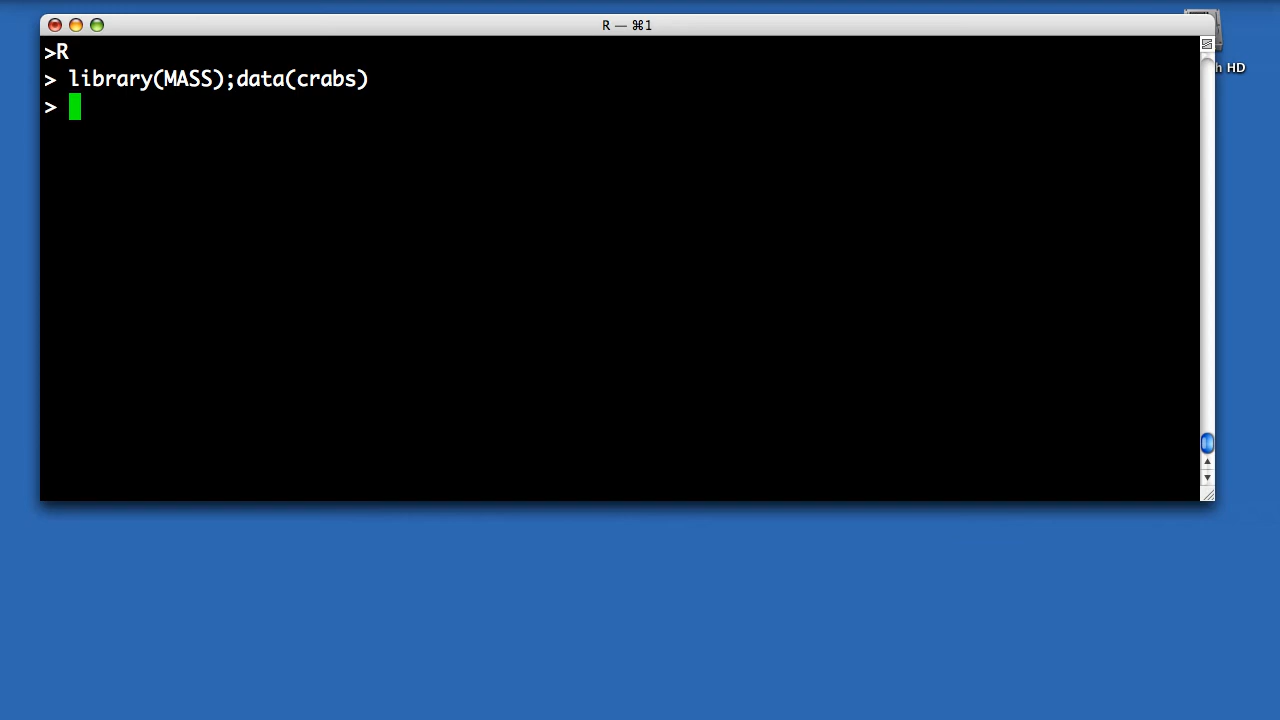 R — ⌘1
>R
> library(MASS);data(crabs)
>
h HD